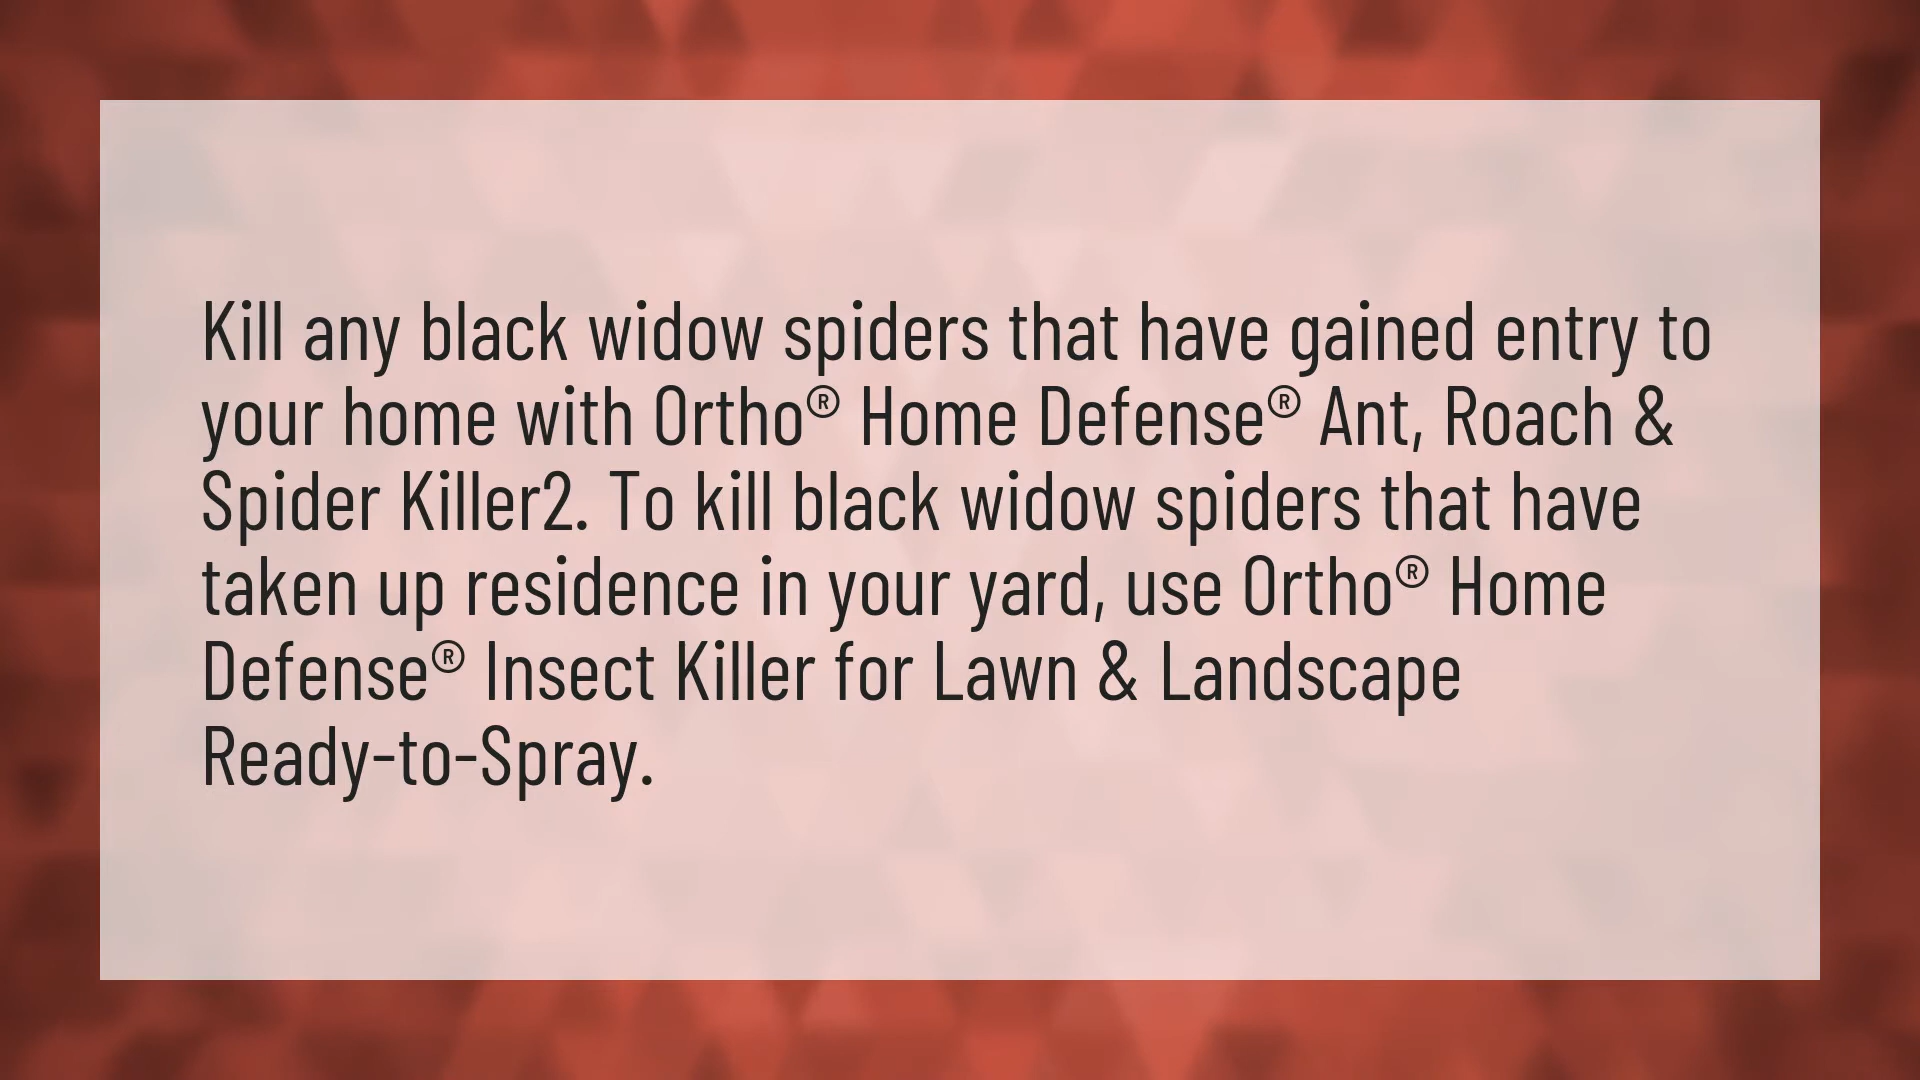 Kill any black widow spiders that have gained entry to
your home with Ortho® Home Defense® Ant, Roach &
Spider Killer2. To kill black widow spiders that have
taken up residence in your yard, use Ortho® Home
Defense® Insect Killer for Lawn & Landscape
Ready-to-Spray.